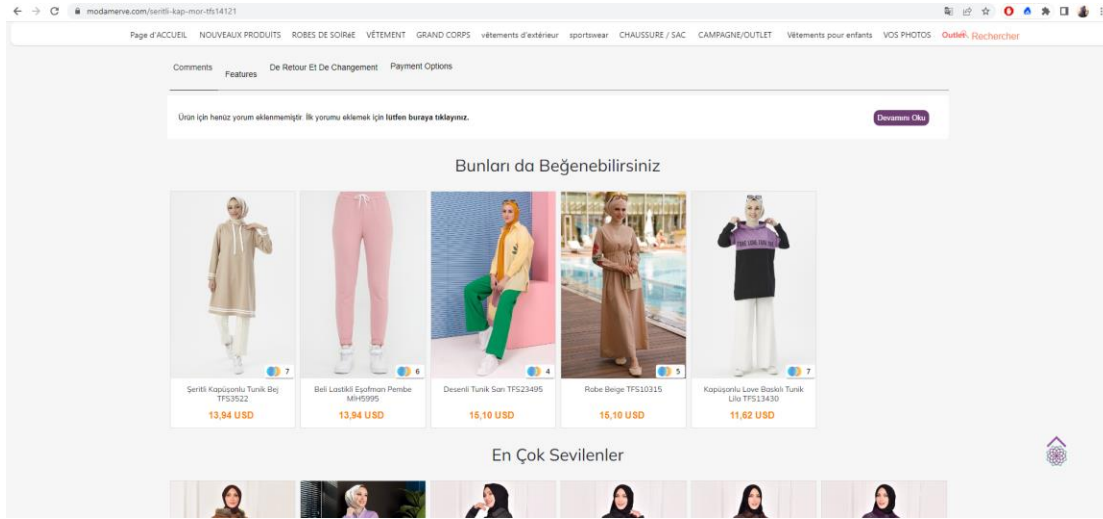 modamerve.com/seritli-kap-mor-tfs14121
Page d'ACCUEIL NOUVEAUX PRODUITS ROBES DE SOIRéE VÊTEMENT GRAND CORPS vêtements d'extérieur sportswear CHAUSSURE / SAC CAMPAGNE/OUTLET Vêtements pour enfants VOS PHOTOS Outlet Rechercher
Comments Features De Retour Et De Changement Payment Options
Ürün için henüz yorum eklenmemiştir. İlk yorumu eklemek için lütfen buraya tıklayınız. Devamını Oku
Bunları da Beğenebilirsiniz
7 6 4 5 7
Şeritli Kapüşonlu Tunik Bej
TFS3522
13,94 USD
Beli Lastikli Eşofman Pembe
MİH5995
13,94 USD
Desenli Tunik Sarı TFS23495
15,10 USD
Robe Beige TFS10315
15,10 USD
Kapüşonlu Love Baskılı Tunik
Lila TFS13430
11,62 USD
En Çok Sevilenler